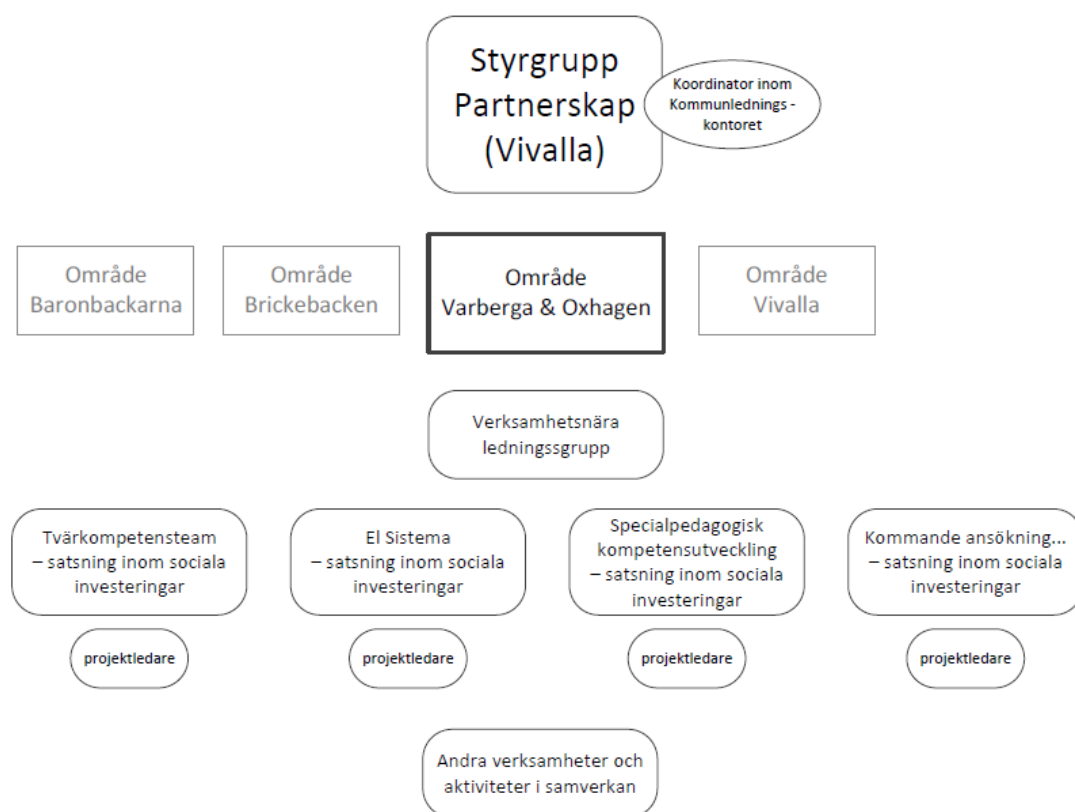 Styrgrupp
Partnerskap
(Vivalla)
Koordinator inom
Kommunlednings -
kontoret
Område
Baronbackarna
Område
Brickebacken
Område
Varberga & Oxhagen
Område
Vivalla
Verksamhetsnära
ledningssgrupp
Tvärkompetensteam
– satsning inom sociala
investeringar
El Sistema
– satsning inom sociala
investeringar
Specialpedagogisk
kompetensutveckling
– satsning inom sociala
investeringar
Kommande ansökning...
– satsning inom sociala
investeringar
projektledare
projektledare
projektledare
projektledare
Andra verksamheter och
aktiviteter i samverkan